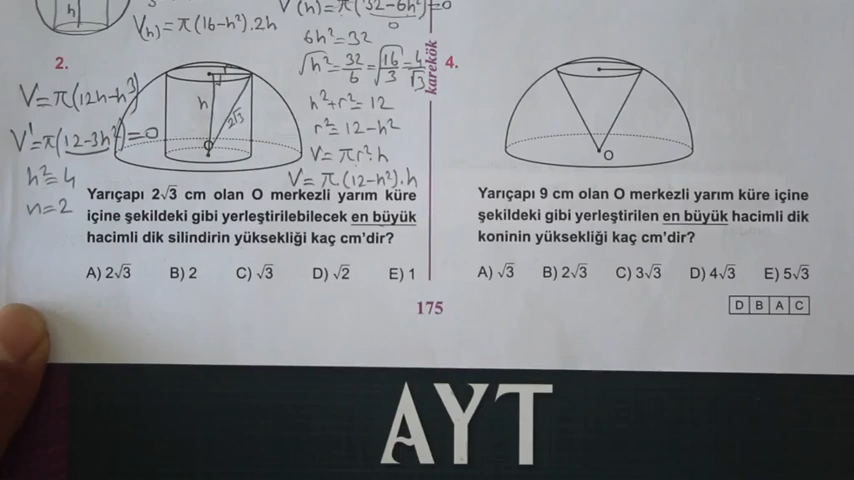 h
V(h)=π(16-h²).2h
V'(h)=π(32-6h²)=0
0
6h²=32
√h²=32/6=√16/3=4/√3
2.
V=π(12h-h³)
V'=π(12-3h²)=0
h²=4
h=2
h
2√3
O
h²+r²=12
r²=12-h²
V=πr².h
V=π(12-h²).h
Yarıçapı 2√3 cm olan O merkezli yarım küre
içine şekildeki gibi yerleştirilebilecek en büyük
hacimli dik silindirin yüksekliği kaç cm'dir?
A) 2√3 B) 2 C) √3 D) √2 E) 1
karekök
4.
O
Yarıçapı 9 cm olan O merkezli yarım küre içine
şekildeki gibi yerleştirilen en büyük hacimli dik
koninin yüksekliği kaç cm'dir?
A) √3 B) 2√3 C) 3√3 D) 4√3 E) 5√3
175
D B A C
AYT